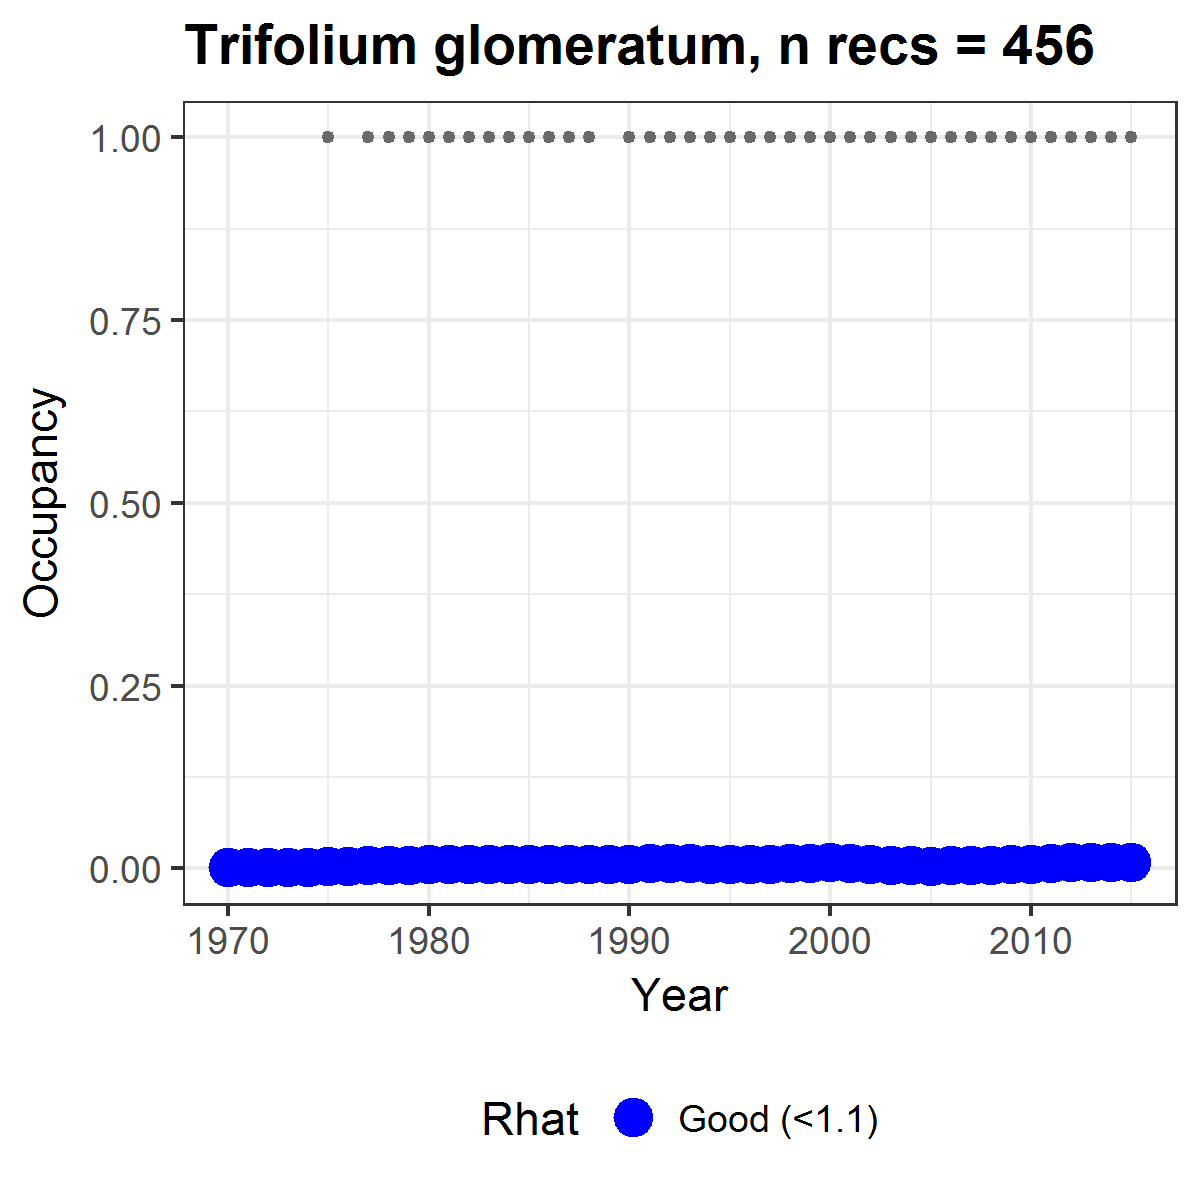 Trifolium glomeratum, n recs = 456
1.00
0.75
0.50
0.25
0.00
Occupancy
1970 1980 1990 2000 2010
Year
Rhat Good (<1.1)